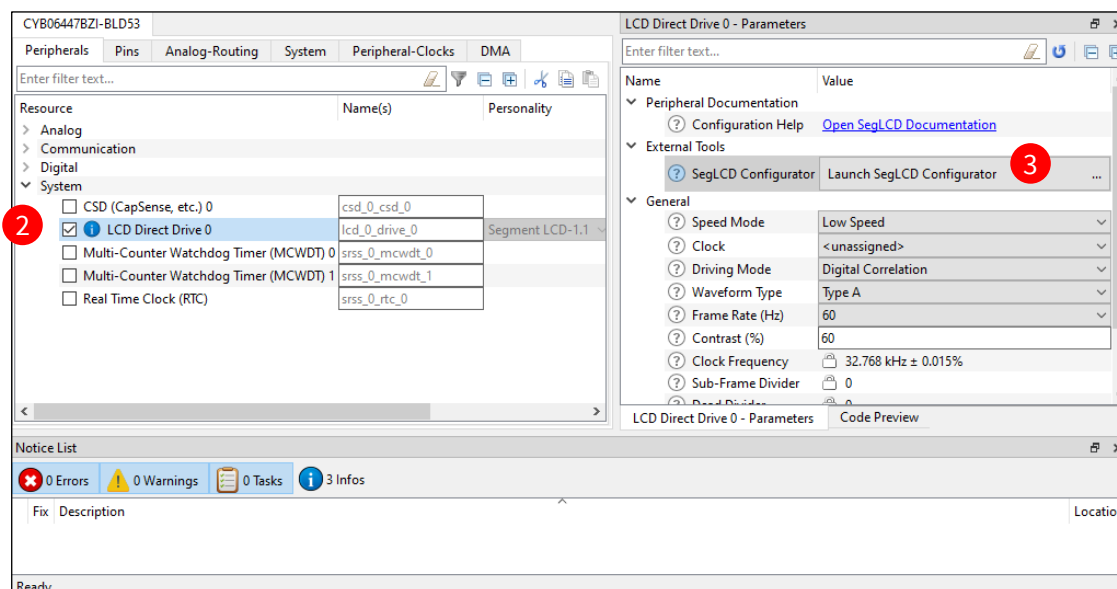 CYB06447BZI-BLD53
Peripherals Pins Analog-Routing System Peripheral-Clocks DMA
Enter filter text...
Resource Name(s) Personality
Analog
Communication
Digital
System
CSD (CapSense, etc.) 0 csd_0_csd_0
2 LCD Direct Drive 0 lcd_0_drive_0 Segment LCD-1.1
Multi-Counter Watchdog Timer (MCWDT) 0 srss_0_mcwdt_0
Multi-Counter Watchdog Timer (MCWDT) 1 srss_0_mcwdt_1
Real Time Clock (RTC) srss_0_rtc_0
LCD Direct Drive 0 - Parameters
Enter filter text...
Name Value
Peripheral Documentation
Configuration Help Open SegLCD Documentation
External Tools
SegLCD Configurator Launch SegLCD Configurator 3 ...
General
Speed Mode Low Speed
Clock <unassigned>
Driving Mode Digital Correlation
Waveform Type Type A
Frame Rate (Hz) 60
Contrast (%) 60
Clock Frequency 32.768 kHz ± 0.015%
Sub-Frame Divider 0
Dead Divider 0
LCD Direct Drive 0 - Parameters Code Preview
Notice List
0 Errors 0 Warnings 0 Tasks 3 Infos
Fix Description Locatio
Ready